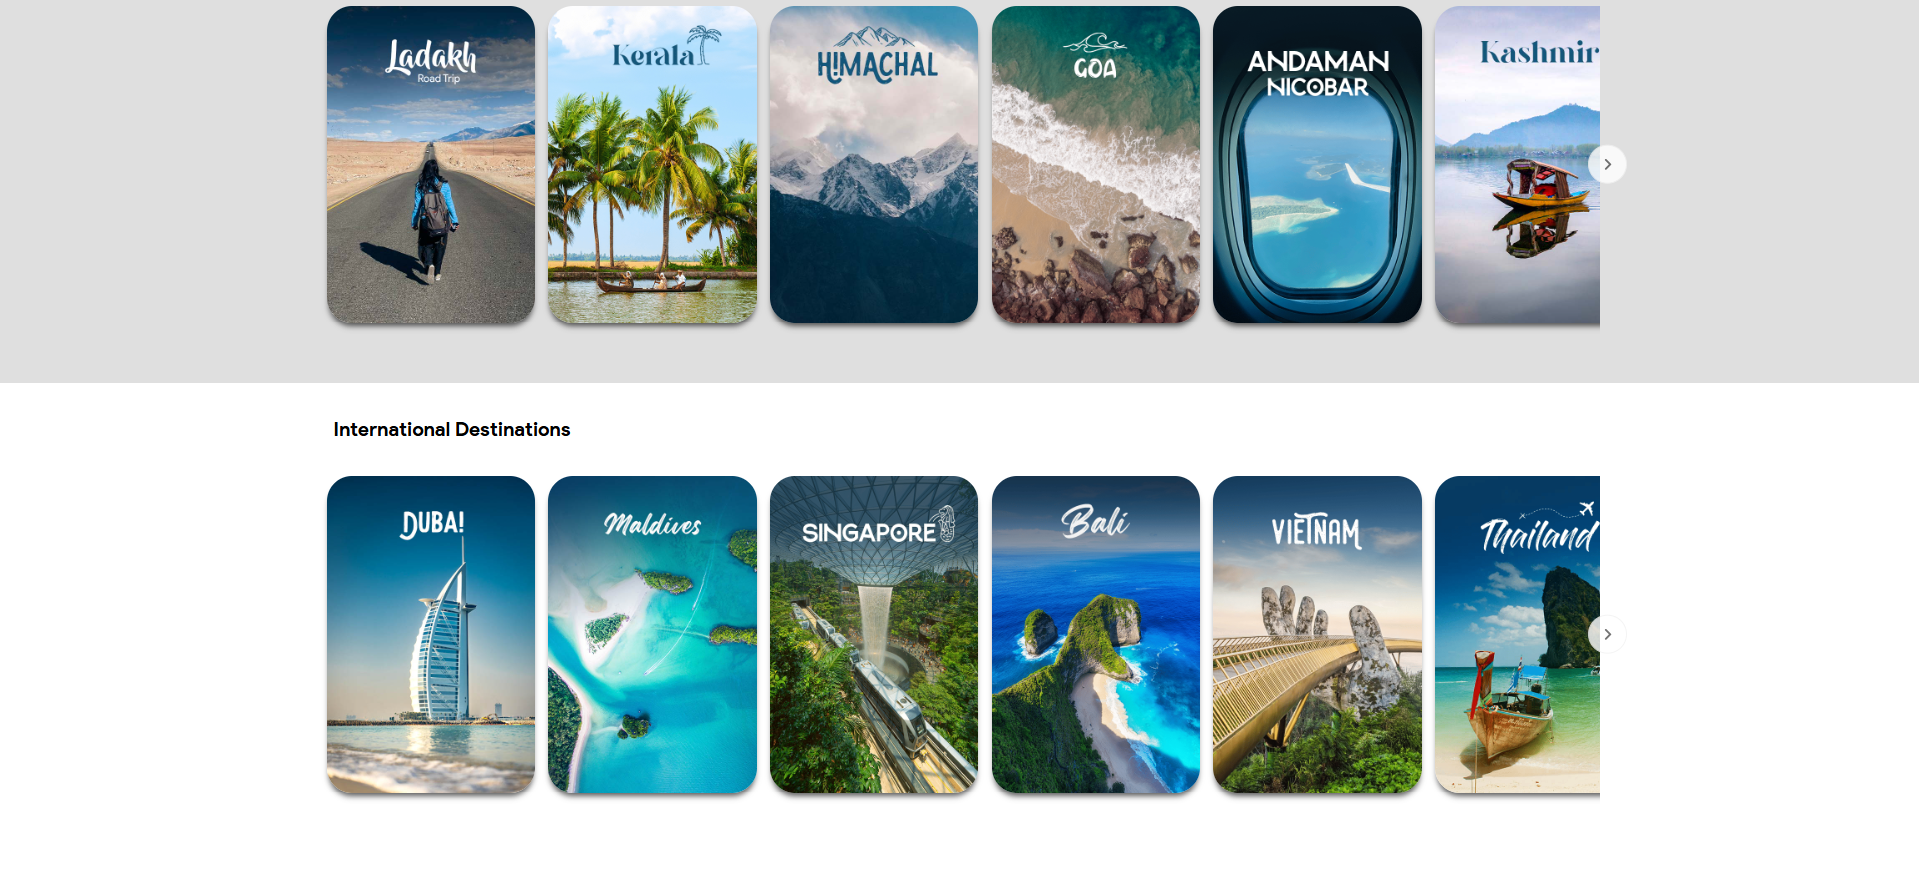 Ladakh
Road Trip
Kerala
HIMACHAL
GOA
ANDAMAN
NICOBAR
Kashmir
International Destinations
DUBAI
Maldives
SINGAPORE
Bali
VIETNAM
Thailand